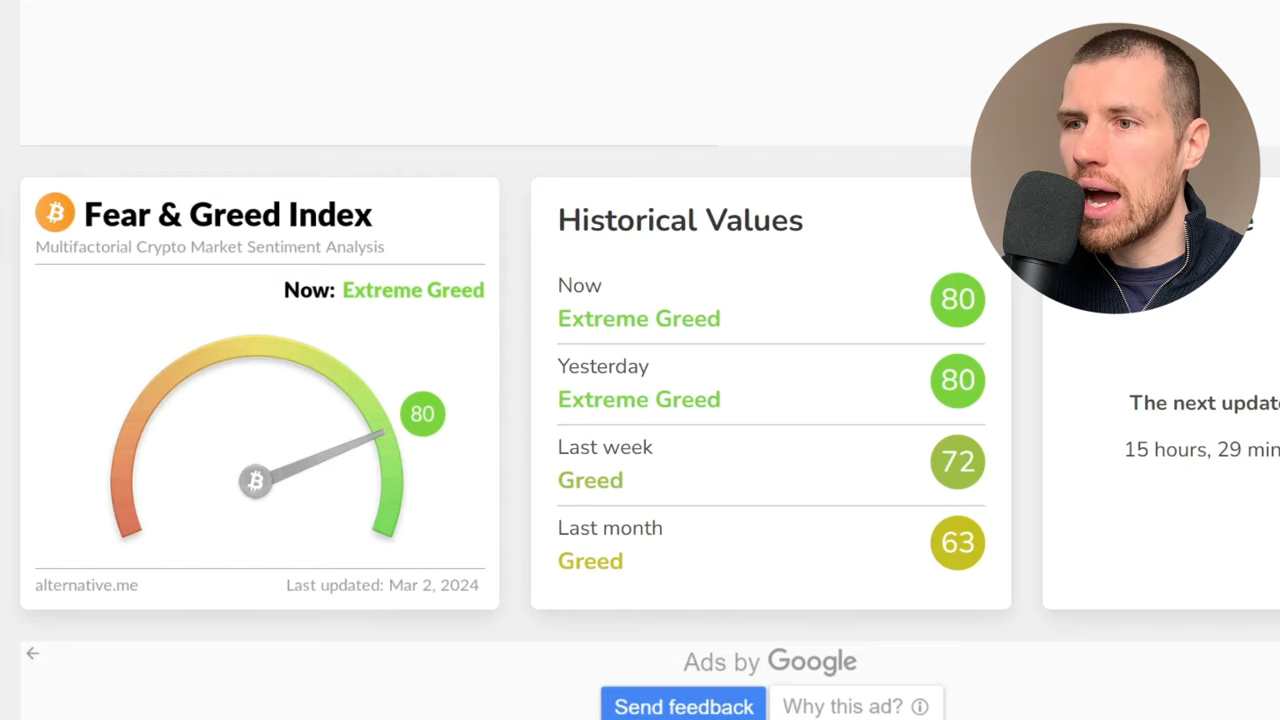 Fear & Greed Index
Multifactorial Crypto Market Sentiment Analysis
Now: Extreme Greed
80
alternative.me
Last updated: Mar 2, 2024
Historical Values
Now
Extreme Greed
80
Yesterday
Extreme Greed
80
Last week
Greed
72
Last month
Greed
63
The next update
15 hours, 29 min
Ads by Google
Send feedback
Why this ad?